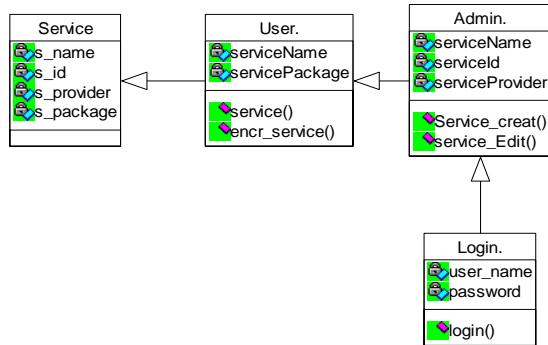 Service
s_name
s_id
s_provider
s_package
User.
serviceName
servicePackage
service()
encr_service()
Admin.
serviceName
serviceId
serviceProvider
Service_creat()
service_Edit()
Login.
user_name
password
login()